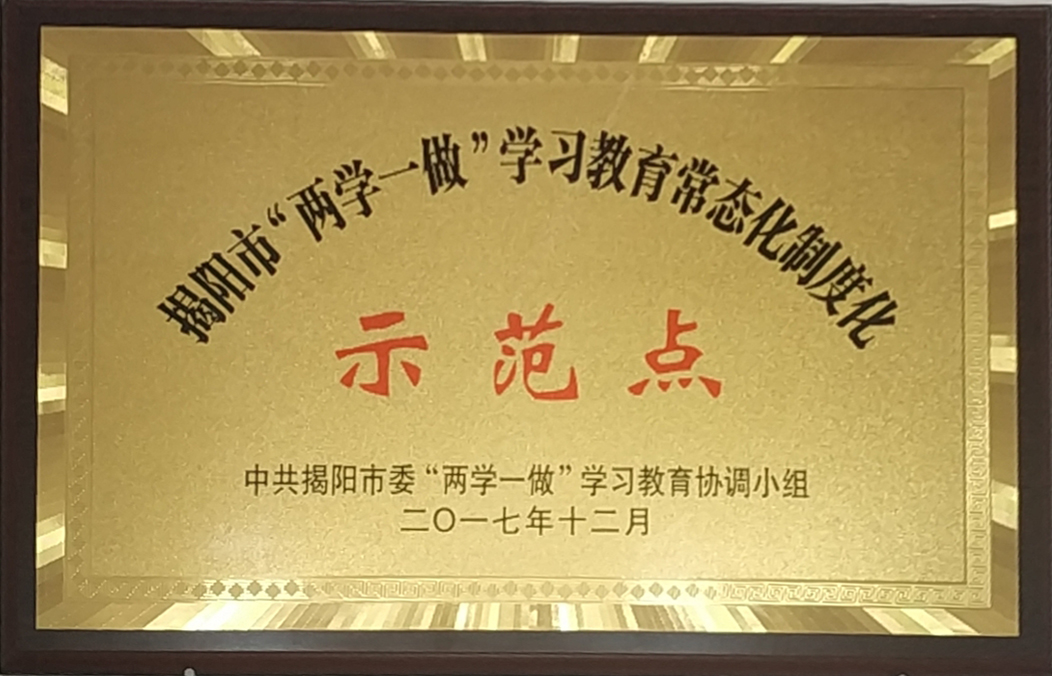 揭阳市“两学一做”学习教育常态化制度化
示范点
中共揭阳市委“两学一做”学习教育协调小组
二〇一七年十二月